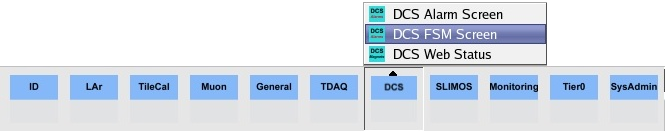 DCS Alarm Screen
DCS FSM Screen
DCS Web Status
ID LAr TileCal Muon General TDAQ DCS SLIMOS Monitoring Tier0 SysAdmin